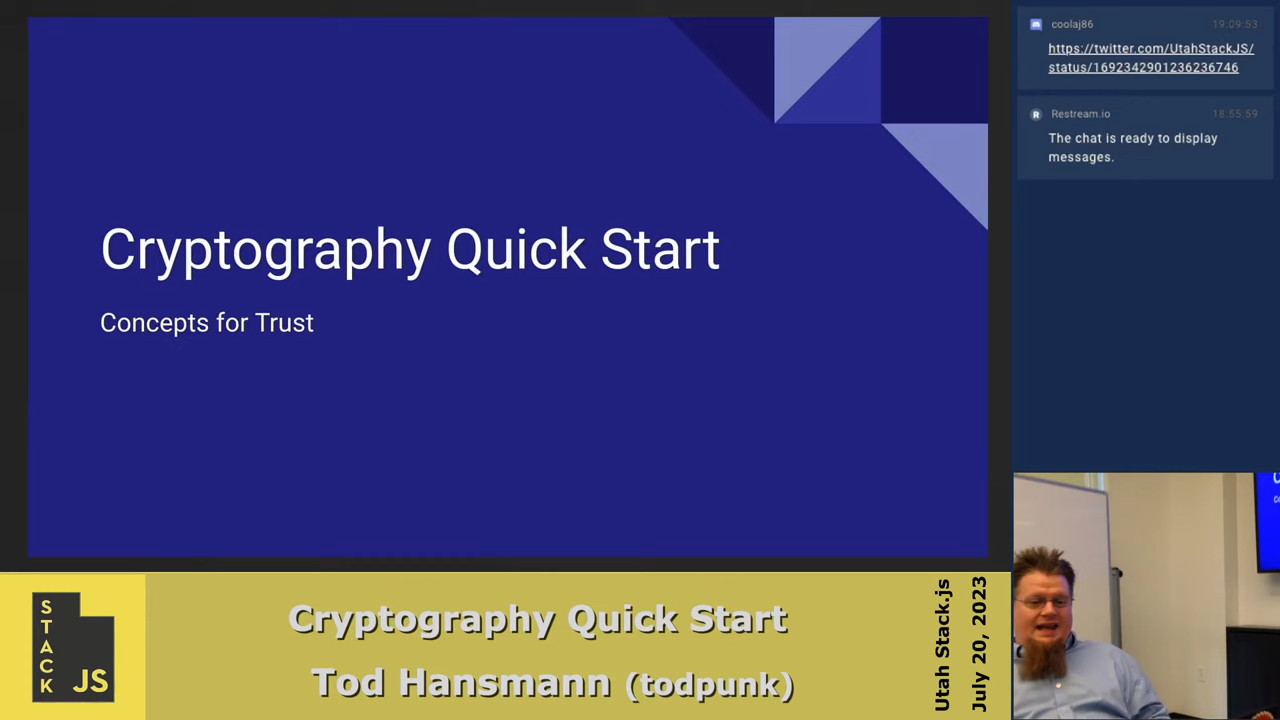 Cryptography Quick Start
Concepts for Trust
coolaj86
19:09:53
https://twitter.com/UtahStackJS/
status/1692342901236236746
Restream.io
18:55:59
The chat is ready to display
messages.
STACK
JS
Cryptography Quick Start
Tod Hansmann (todpunk)
Utah Stack.js
July 20, 2023